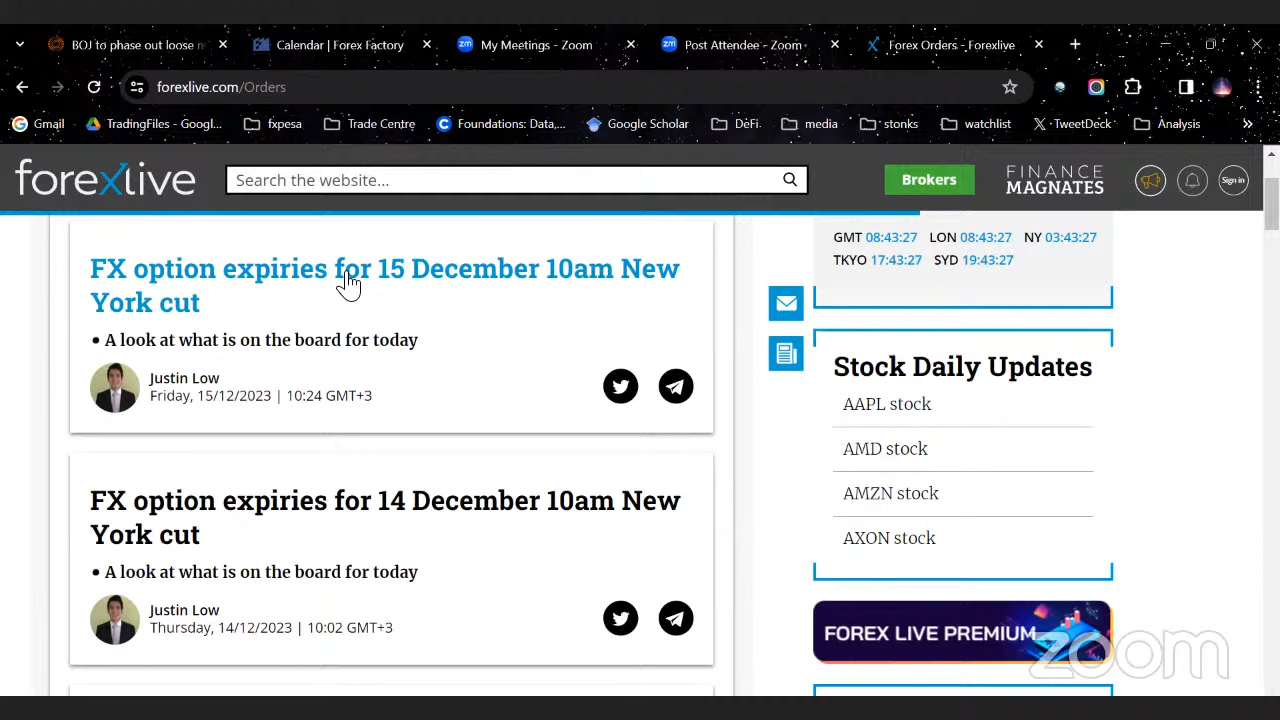 BOJ to phase out loose
Calendar | Forex Factory
My Meetings - Zoom
Post Attendee - Zoom
Forex Orders - Forexlive
forexlive.com/Orders
Gmail
TradingFiles - Googl...
fxpesa
Trade Centre
Foundations: Data,...
Google Scholar
DeFi
media
stonks
watchlist
TweetDeck
Analysis
forexlive
Search the website...
Brokers
FINANCE
MAGNATES
Sign in
GMT 08:43:27 LON 08:43:27 NY 03:43:27
TKYO 17:43:27 SYD 19:43:27
FX option expiries for 15 December 10am New
York cut
• A look at what is on the board for today
Justin Low
Friday, 15/12/2023 | 10:24 GMT+3
FX option expiries for 14 December 10am New
York cut
• A look at what is on the board for today
Justin Low
Thursday, 14/12/2023 | 10:02 GMT+3
Stock Daily Updates
AAPL stock
AMD stock
AMZN stock
AXON stock
FOREX LIVE PREMIUM
zoom